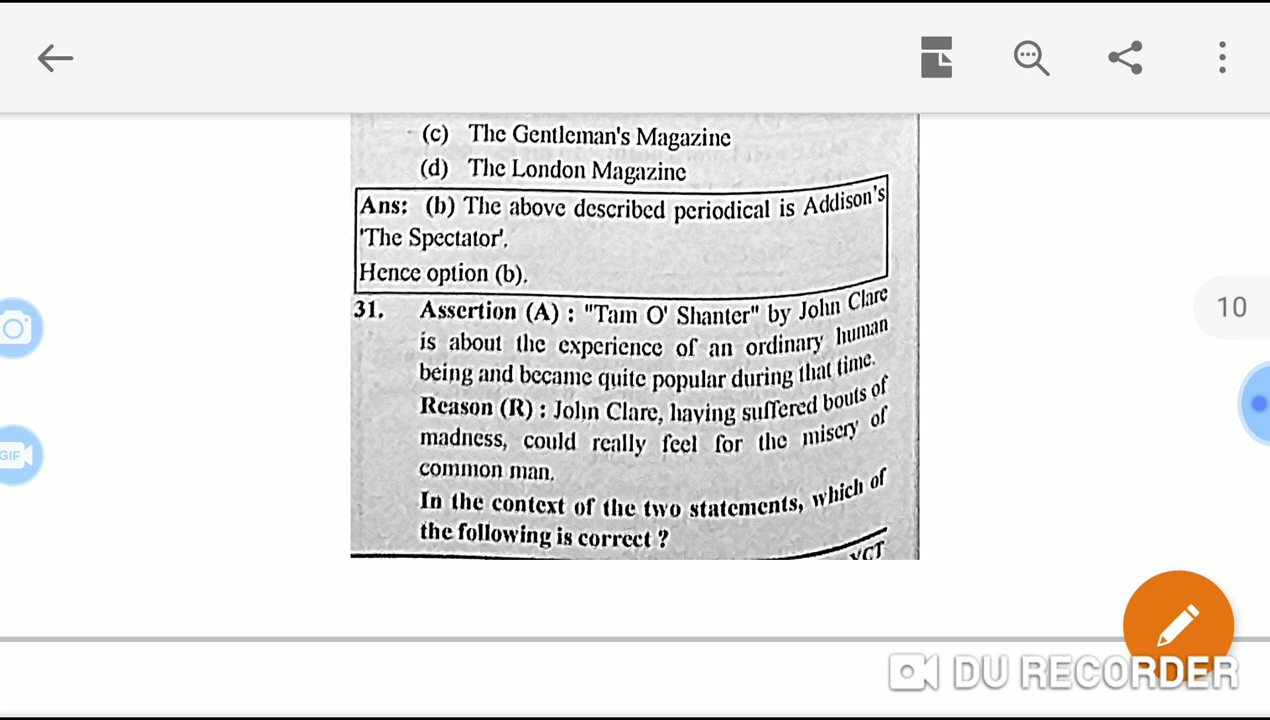 (c) The Gentleman's Magazine
(d) The London Magazine
Ans: (b) The above described periodical is Addison's
'The Spectator'.
Hence option (b).
10
31. Assertion (A) : "Tam O' Shanter" by John Clare
is about the experience of an ordinary human
being and became quite popular during that time.
Reason (R) : John Clare, having suffered bouts of
madness, could really feel for the misery of
common man.
GIF
In the context of the two statements, which of
the following is correct ?
YCT
DU RECORDER